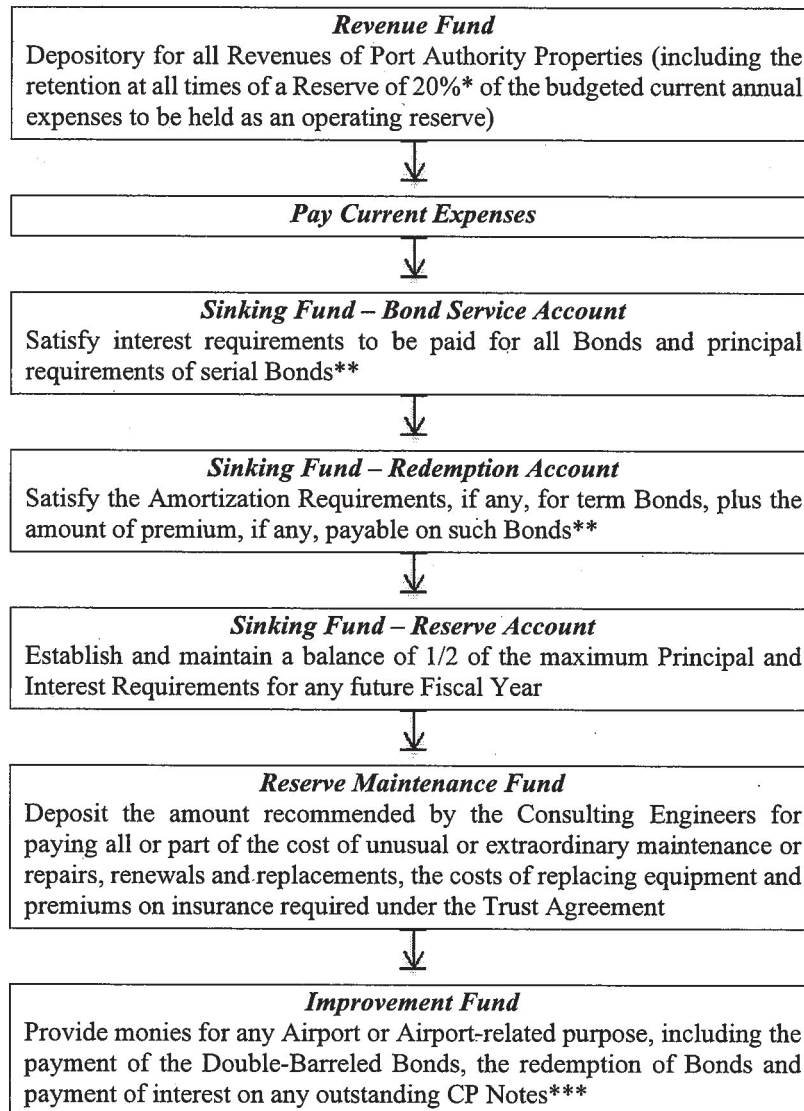 Revenue Fund
Depository for all Revenues of Port Authority Properties (including the
retention at all times of a Reserve of 20%* of the budgeted current annual
expenses to be held as an operating reserve)
Pay Current Expenses
Sinking Fund – Bond Service Account
Satisfy interest requirements to be paid for all Bonds and principal
requirements of serial Bonds**
Sinking Fund – Redemption Account
Satisfy the Amortization Requirements, if any, for term Bonds, plus the
amount of premium, if any, payable on such Bonds**
Sinking Fund – Reserve Account
Establish and maintain a balance of 1/2 of the maximum Principal and
Interest Requirements for any future Fiscal Year
Reserve Maintenance Fund
Deposit the amount recommended by the Consulting Engineers for
paying all or part of the cost of unusual or extraordinary maintenance or
repairs, renewals and replacements, the costs of replacing equipment and
premiums on insurance required under the Trust Agreement
Improvement Fund
Provide monies for any Airport or Airport-related purpose, including the
payment of the Double-Barreled Bonds, the redemption of Bonds and
payment of interest on any outstanding CP Notes***